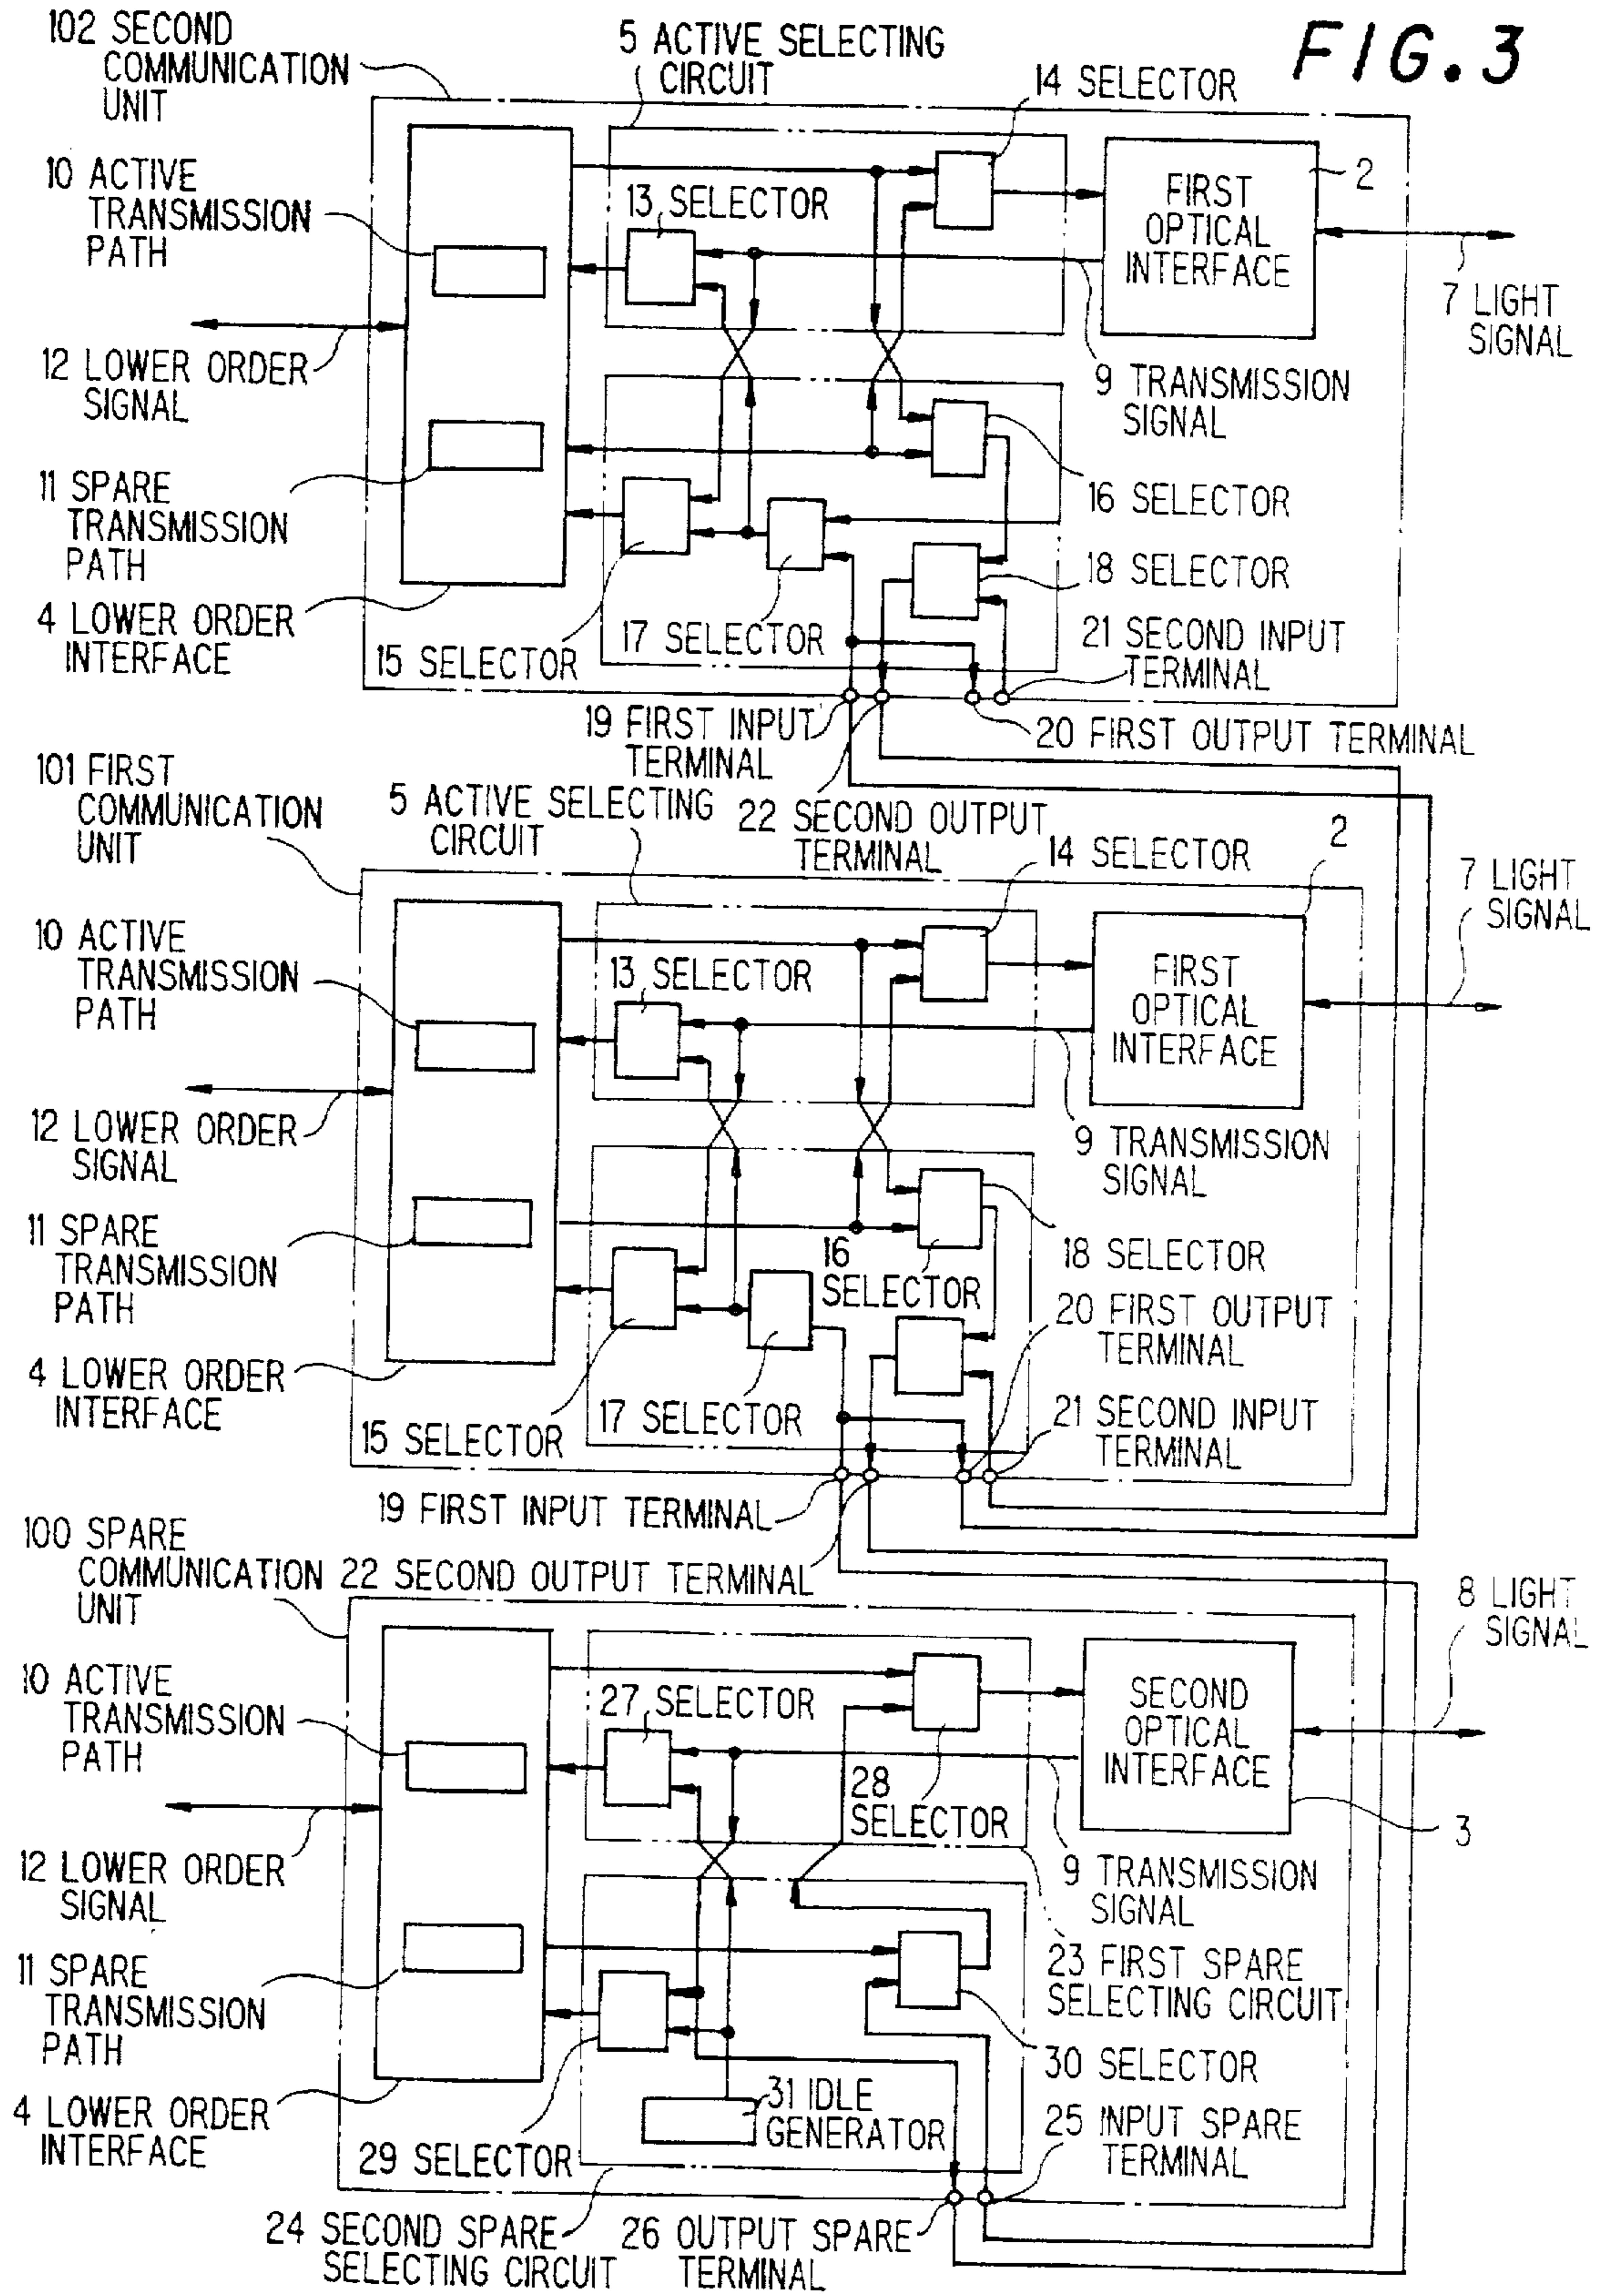 FIG. 3
102 SECOND
COMMUNICATION
UNIT
5 ACTIVE SELECTING
CIRCUIT
14 SELECTOR
10 ACTIVE
TRANSMISSION
PATH
13 SELECTOR
FIRST
OPTICAL
INTERFACE
2
7 LIGHT
SIGNAL
12 LOWER ORDER
SIGNAL
9 TRANSMISSION
SIGNAL
11 SPARE
TRANSMISSION
PATH
16 SELECTOR
18 SELECTOR
4 LOWER ORDER
INTERFACE
15 SELECTOR
17 SELECTOR
21 SECOND INPUT
TERMINAL
19 FIRST INPUT
TERMINAL
20 FIRST OUTPUT TERMINAL
22 SECOND OUTPUT
TERMINAL
101 FIRST
COMMUNICATION
UNIT
5 ACTIVE SELECTING
CIRCUIT
14 SELECTOR
2
7 LIGHT
SIGNAL
10 ACTIVE
TRANSMISSION
PATH
13 SELECTOR
FIRST
OPTICAL
INTERFACE
12 LOWER ORDER
SIGNAL
9 TRANSMISSION
SIGNAL
11 SPARE
TRANSMISSION
PATH
16
SELECTOR
18 SELECTOR
20 FIRST OUTPUT
TERMINAL
4 LOWER ORDER
INTERFACE
15 SELECTOR
17 SELECTOR
21 SECOND INPUT
TERMINAL
19 FIRST INPUT TERMINAL
22 SECOND OUTPUT TERMINAL
100 SPARE
COMMUNICATION
UNIT
8 LIGHT
SIGNAL
10 ACTIVE
TRANSMISSION
PATH
27 SELECTOR
SECOND
OPTICAL
INTERFACE
28
SELECTOR
3
12 LOWER ORDER
SIGNAL
9 TRANSMISSION
SIGNAL
11 SPARE
TRANSMISSION
PATH
23 FIRST SPARE
SELECTING CIRCUIT
30 SELECTOR
4 LOWER ORDER
INTERFACE
31 IDLE
GENERATOR
29 SELECTOR
25 INPUT SPARE
TERMINAL
24 SECOND SPARE
SELECTING CIRCUIT
26 OUTPUT SPARE
TERMINAL